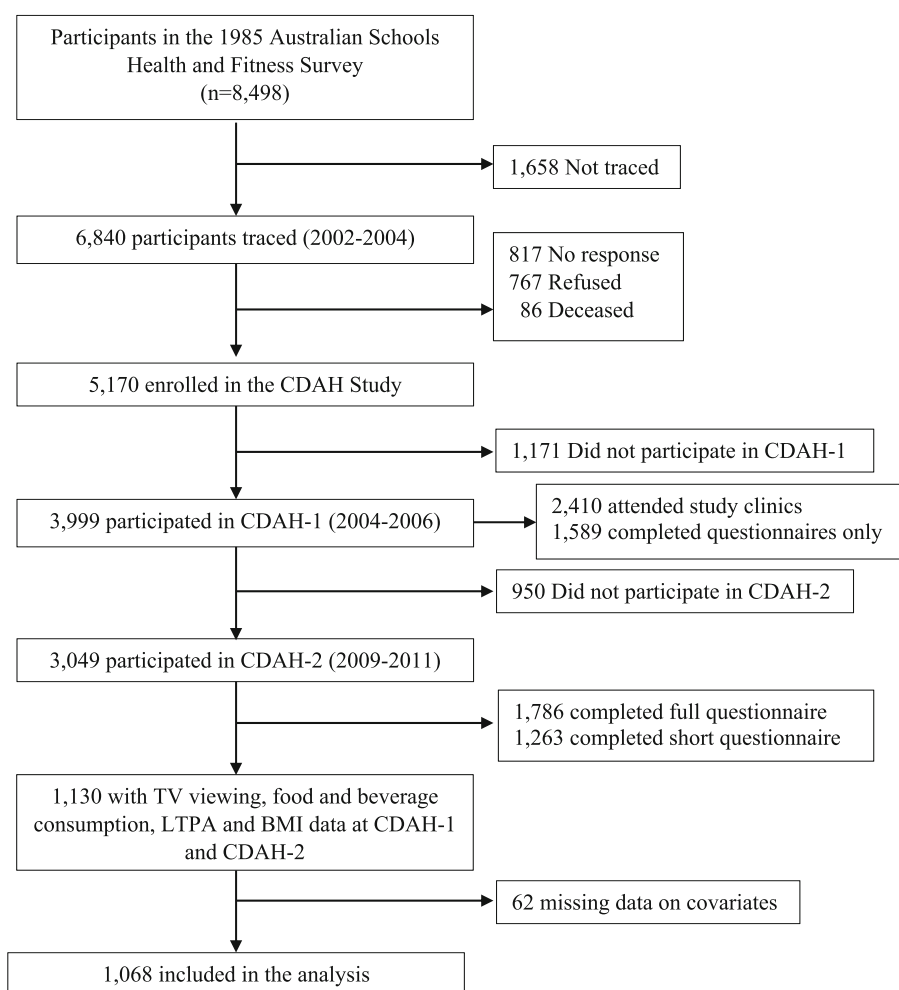 Participants in the 1985 Australian Schools
Health and Fitness Survey
(n=8,498)
1,658 Not traced
6,840 participants traced (2002-2004)
817 No response
767 Refused
86 Deceased
5,170 enrolled in the CDAH Study
1,171 Did not participate in CDAH-1
3,999 participated in CDAH-1 (2004-2006)
2,410 attended study clinics
1,589 completed questionnaires only
950 Did not participate in CDAH-2
3,049 participated in CDAH-2 (2009-2011)
1,786 completed full questionnaire
1,263 completed short questionnaire
1,130 with TV viewing, food and beverage
consumption, LTPA and BMI data at CDAH-1
and CDAH-2
62 missing data on covariates
1,068 included in the analysis